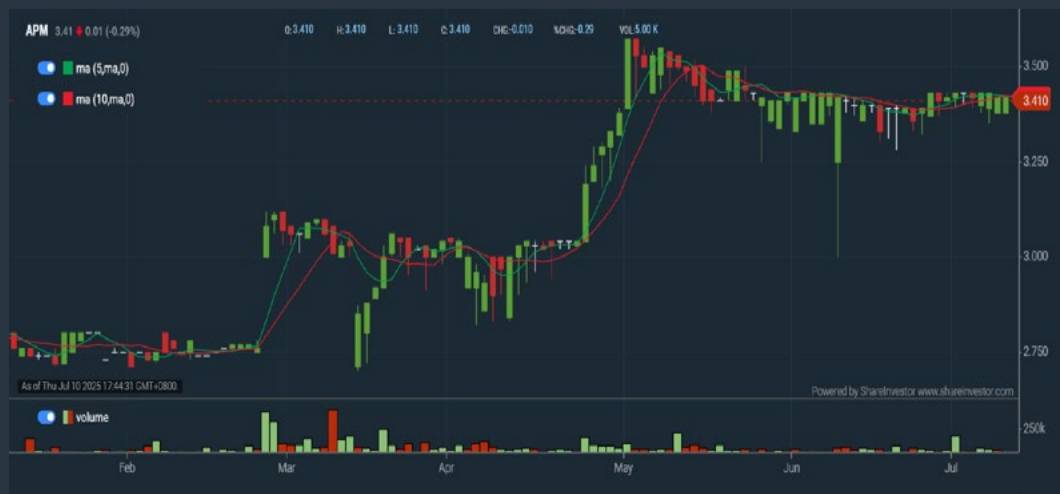 APM 3.41 0.01 (-0.29%)
O:3.410 H:3.410 L:3.410 C:3.410 CHG:-0.010 %CHG:-0.29 VOL:5.00 K
ma (5,ma,0)
ma (10,ma,0)
3.500
3.410
3.250
3.000
2.750
As of Thu Jul 10 2025 17:44:31 GMT+0800.
Powered by ShareInvestor www.shareinvestor.com
volume
250k
Feb Mar Apr May Jun Jul